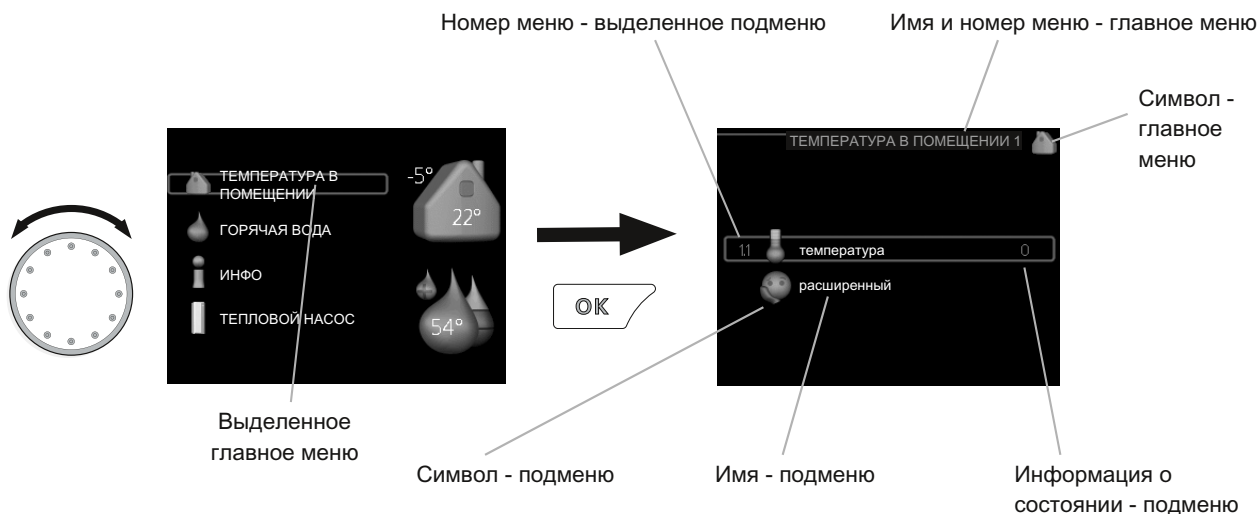 Номер меню - выделенное подменю
Имя и номер меню - главное меню
Символ -
главное
меню
ТЕМПЕРАТУРА В
ПОМЕЩЕНИИ
ГОРЯЧАЯ ВОДА
ИНФО
ТЕПЛОВОЙ НАСОС
-5°
22°
54°
OK
ТЕМПЕРАТУРА В ПОМЕЩЕНИИ 1
1.1 температура 0
расширенный
Выделенное
главное меню
Символ - подменю
Имя - подменю
Информация о
состоянии - подменю